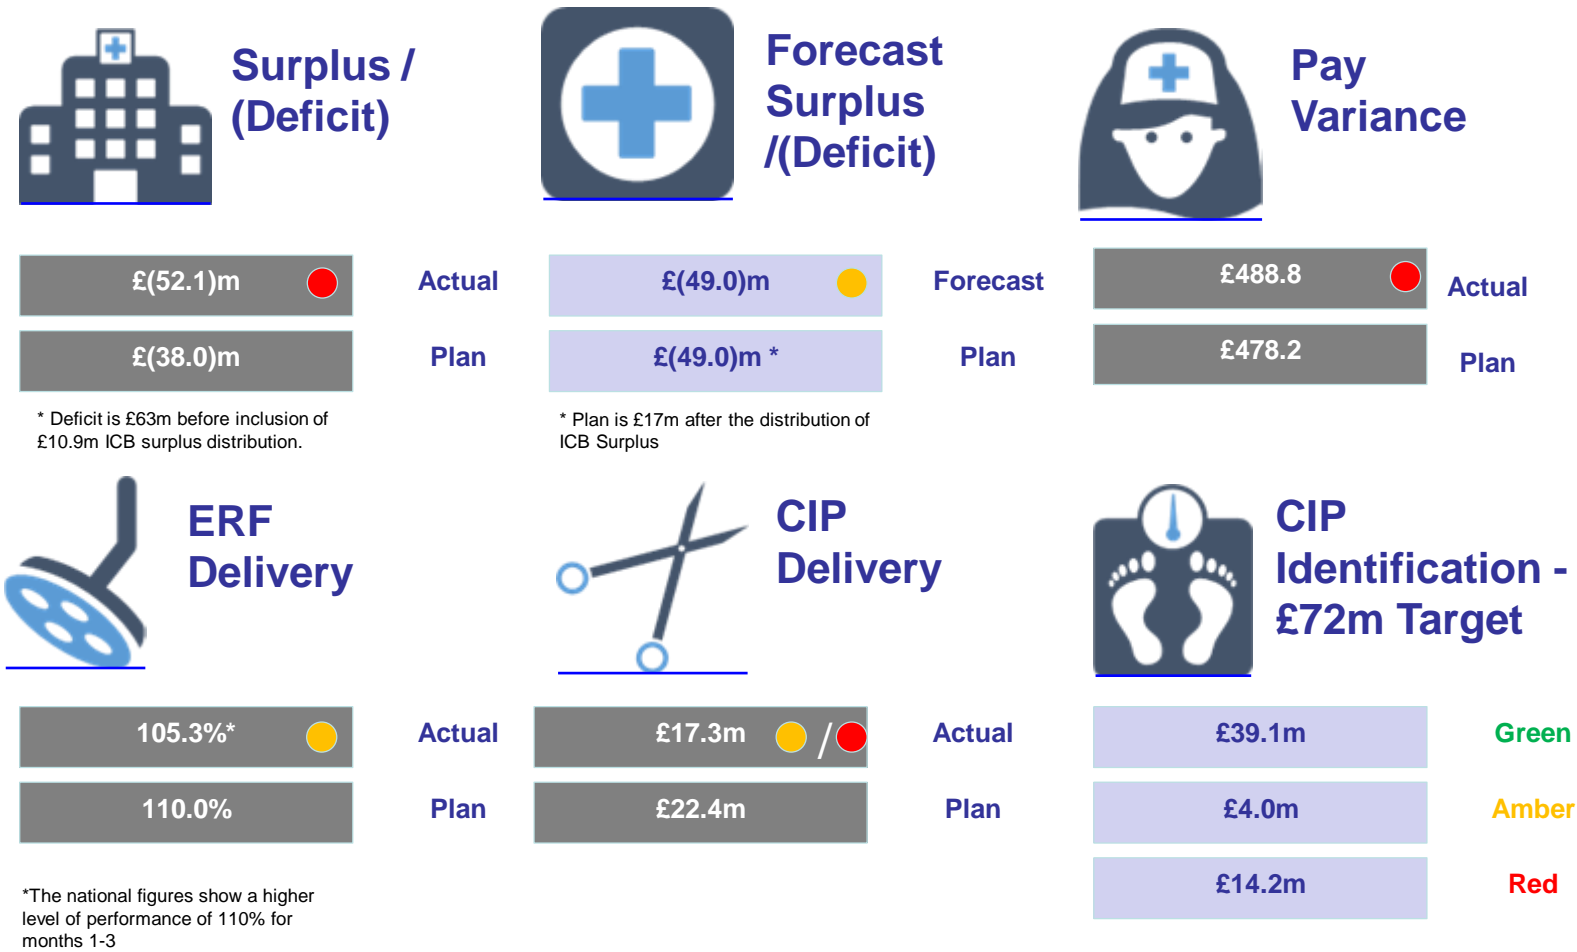 Surplus /
(Deficit)
£(52.1)m Actual
£(38.0)m Plan
* Deficit is £63m before inclusion of
£10.9m ICB surplus distribution.
Forecast
Surplus
/(Deficit)
£(49.0)m Forecast
£(49.0)m * Plan
* Plan is £17m after the distribution of
ICB Surplus
Pay
Variance
£488.8 Actual
£478.2 Plan
ERF
Delivery
105.3%* Actual
110.0% Plan
*The national figures show a higher
level of performance of 110% for
months 1-3
CIP
Delivery
£17.3m / Actual
£22.4m Plan
CIP
Identification -
£72m Target
£39.1m Green
£4.0m Amber
£14.2m Red